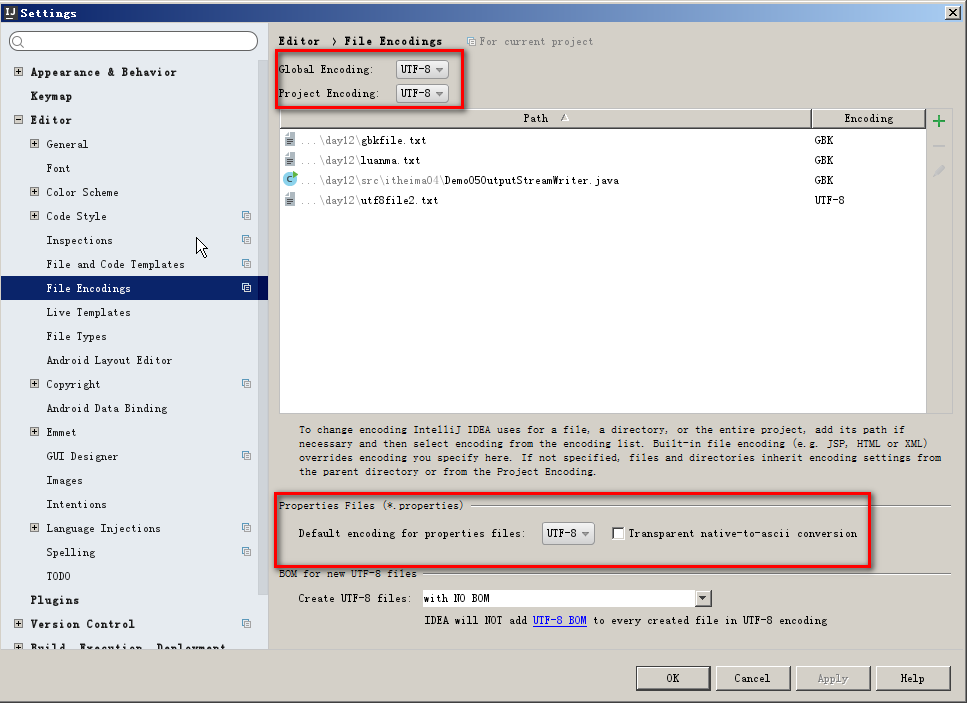 Settings
Editor › File Encodings For current project
Appearance & Behavior
Keymap
Editor
General
Font
Color Scheme
Code Style
Inspections
File and Code Templates
File Encodings
Live Templates
File Types
Android Layout Editor
Copyright
Android Data Binding
Emmet
GUI Designer
Images
Intentions
Language Injections
Spelling
TODO
Plugins
Version Control
Build, Execution, Deployment
Global Encoding: UTF-8
Project Encoding: UTF-8
Path Encoding
...\day12\gbkfile.txt GBK
...\day12\luanma.txt GBK
...\day12\src\itheima04\Demo05OutputStreamWriter.java GBK
...\day12\utf8file2.txt UTF-8
To change encoding IntelliJ IDEA uses for a file, a directory, or the entire project, add its path if
necessary and then select encoding from the encoding list. Built-in file encoding (e.g. JSP, HTML or XML)
overrides encoding you specify here. If not specified, files and directories inherit encoding settings from
the parent directory or from the Project Encoding.
Properties Files (*.properties)
Default encoding for properties files: UTF-8 Transparent native-to-ascii conversion
BOM for new UTF-8 files
Create UTF-8 files: with NO BOM
IDEA will NOT add UTF-8 BOM to every created file in UTF-8 encoding
OK Cancel Apply Help